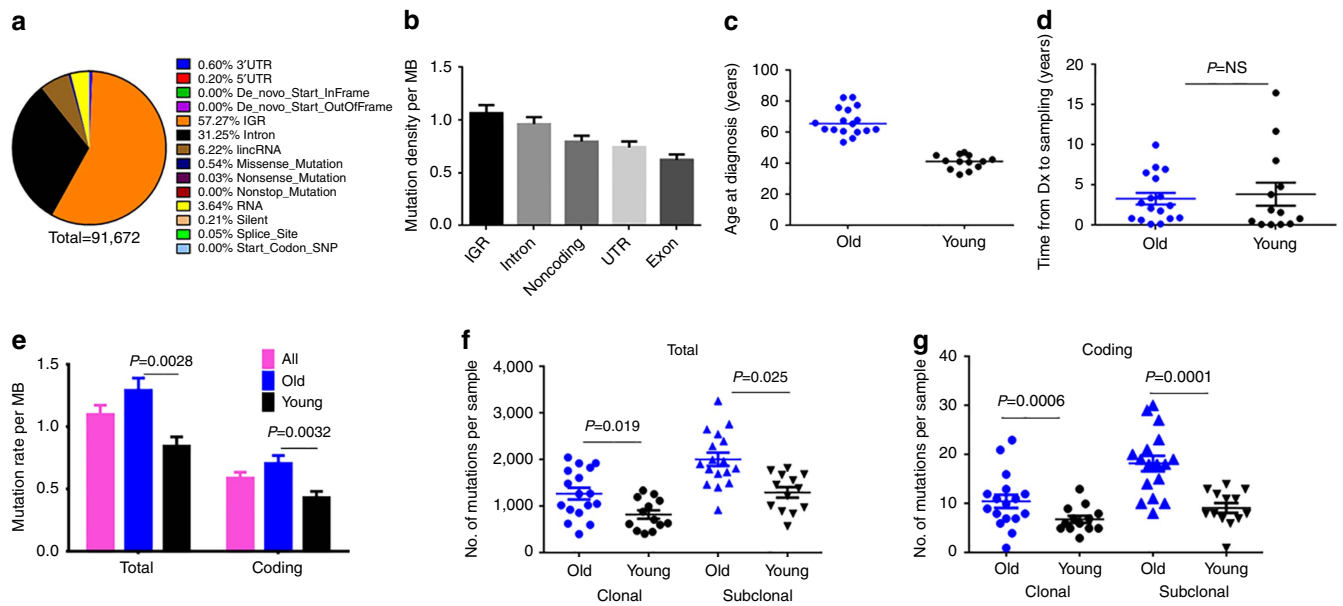 a
0.60% 3′UTR
0.20% 5′UTR
0.00% De_novo_Start_InFrame
0.00% De_novo_Start_OutOfFrame
57.27% IGR
31.25% Intron
6.22% lincRNA
0.54% Missense_Mutation
0.03% Nonsense_Mutation
0.00% Nonstop_Mutation
3.64% RNA
0.21% Silent
0.05% Splice_Site
0.00% Start_Codon_SNP
Total=91,672
b
Mutation density per MB
1.5
1.0
0.5
0.0
IGR
Intron
Noncoding
UTR
Exon
c
Age at diagnosis (years)
100
80
60
40
20
0
Old
Young
d
Time from Dx to sampling (years)
20
15
10
5
0
P=NS
Old
Young
e
Mutation rate per MB
1.5
1.0
0.5
0.0
P=0.0028
P=0.0032
All
Old
Young
Total
Coding
f
Total
No. of mutations per sample
4,000
3,000
2,000
1,000
0
P=0.019
P=0.025
Old
Young
Old
Young
Clonal
Subclonal
g
Coding
No. of mutations per sample
40
30
20
10
0
P=0.0006
P=0.0001
Old
Young
Old
Young
Clonal
Subclonal